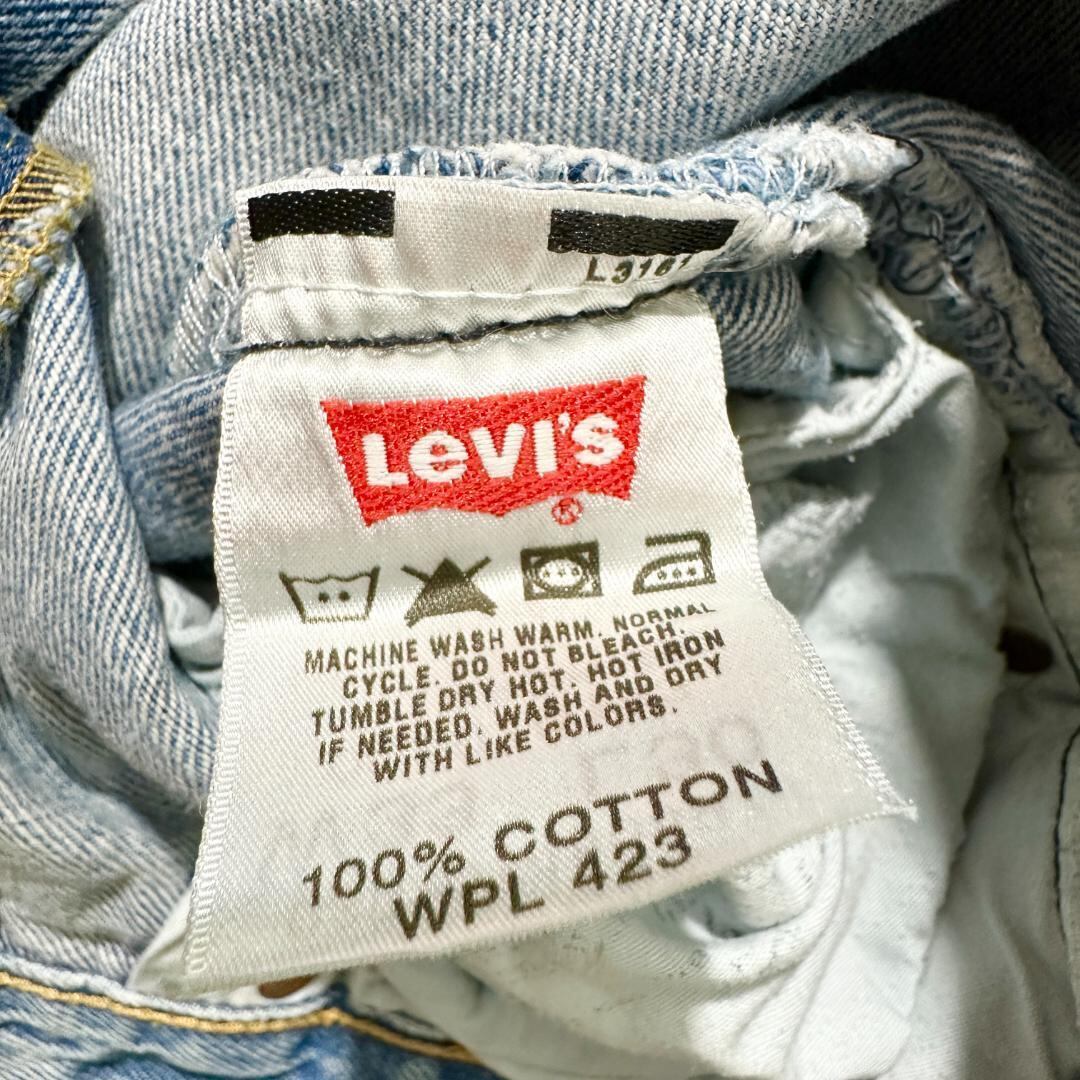 L3161
LEVI'S
®
MACHINE WASH WARM. NORMAL
CYCLE. DO NOT BLEACH.
TUMBLE DRY HOT. HOT IRON
IF NEEDED. WASH AND DRY
WITH LIKE COLORS.
100% COTTON
WPL 423